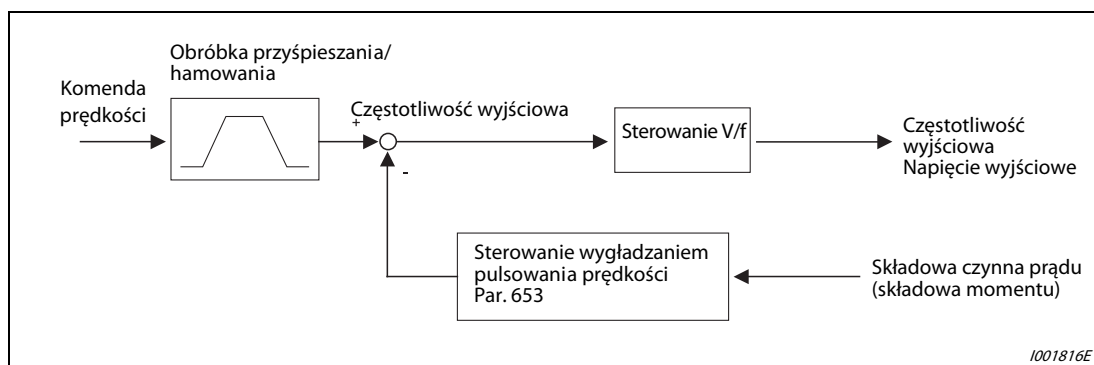 Obróbka przyśpieszania/
hamowania
Komenda
prędkości
Częstotliwość wyjściowa
+
-
Sterowanie V/f
Częstotliwość
wyjściowa
Napięcie wyjściowe
Sterowanie wygładzaniem
pulsowania prędkości
Par. 653
Składowa czynna prądu
(składowa momentu)
I001816E